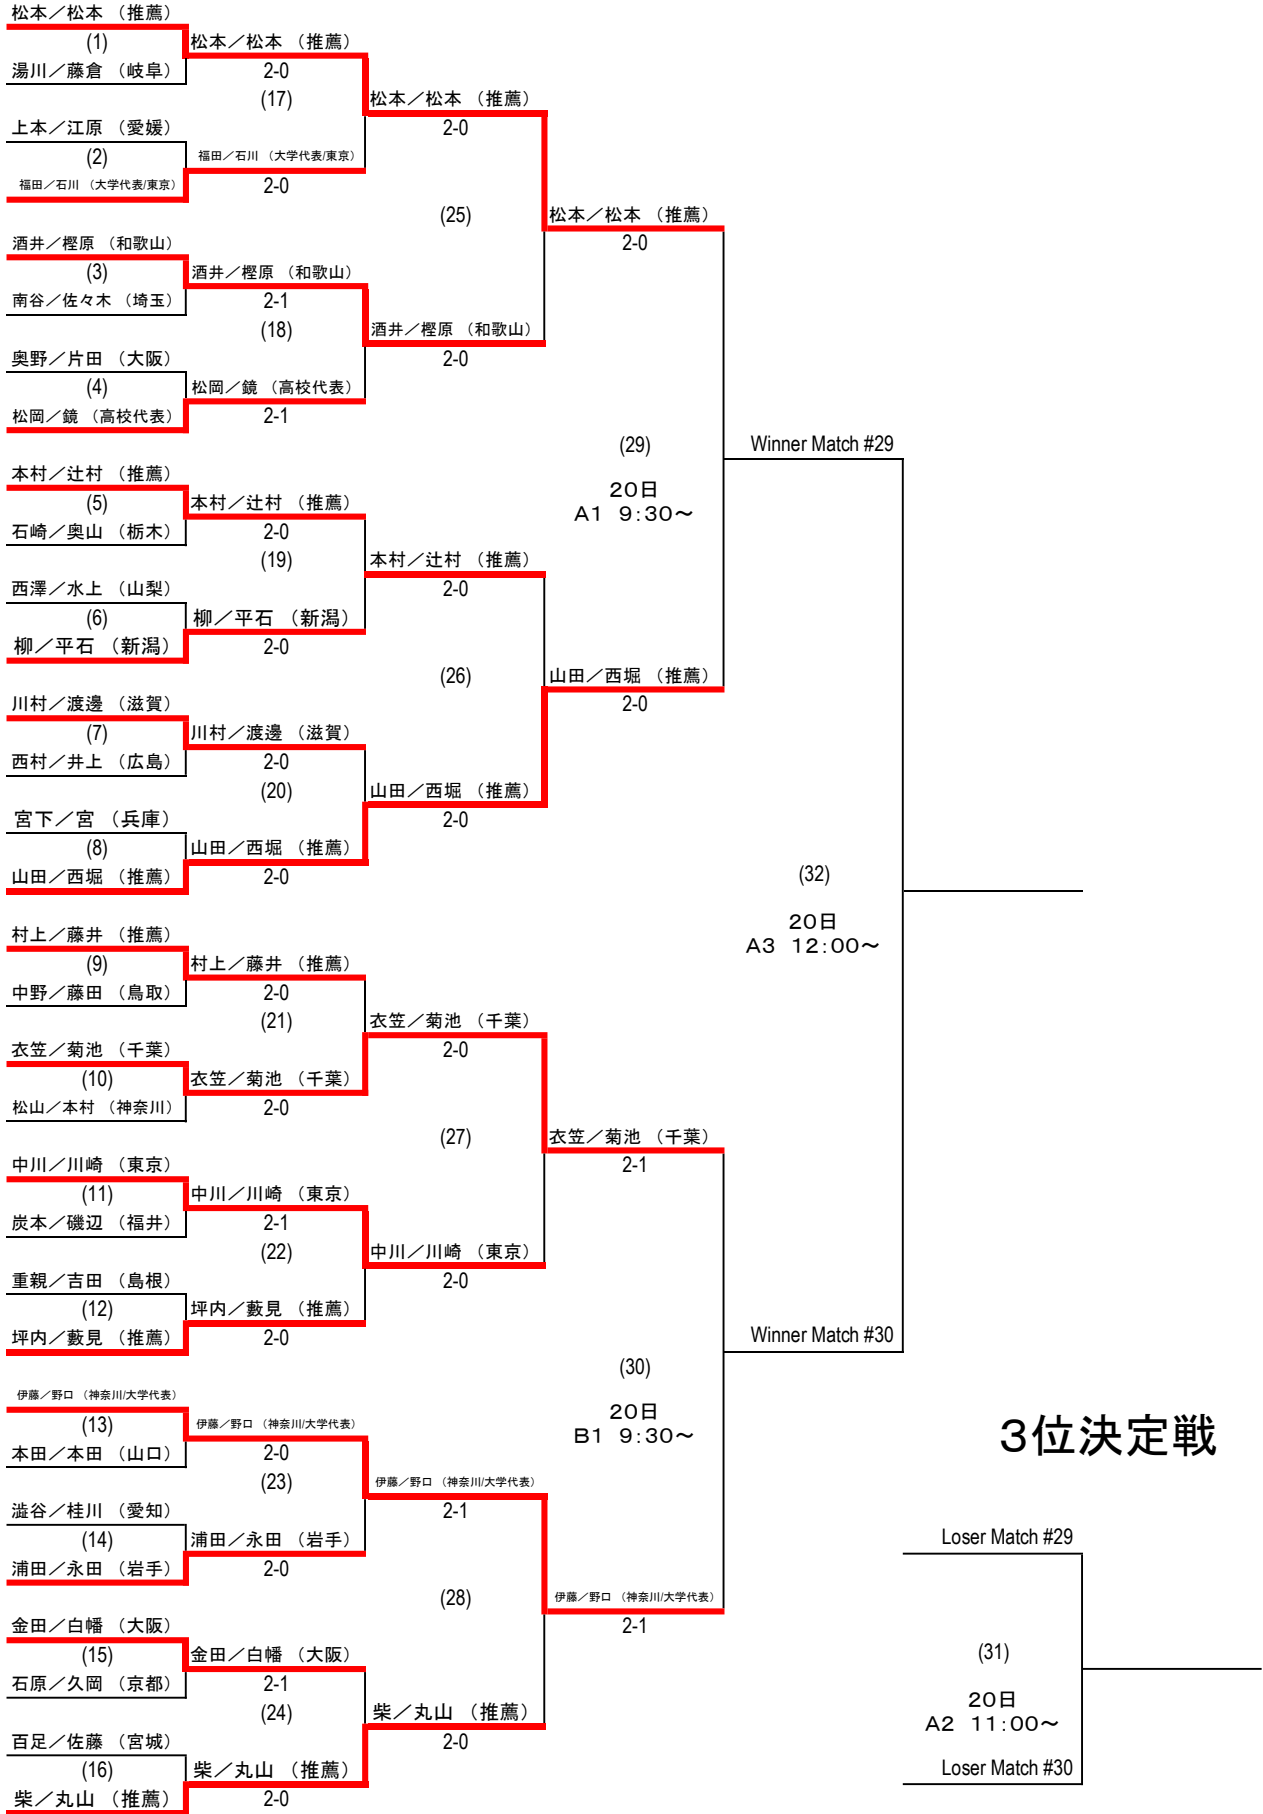 松本／松本 （推薦）
(1)
湯川／藤倉 （岐阜）
上本／江原 （愛媛）
(2)
福田／石川 （大学代表/東京）
酒井／樫原 （和歌山）
(3)
南谷／佐々木 （埼玉）
奥野／片田 （大阪）
(4)
松岡／鏡 （高校代表）
本村／辻村 （推薦）
(5)
石崎／奥山 （栃木）
西澤／水上 （山梨）
(6)
柳／平石 （新潟）
川村／渡邊 （滋賀）
(7)
西村／井上 （広島）
宮下／宮 （兵庫）
(8)
山田／西堀 （推薦）
村上／藤井 （推薦）
(9)
中野／藤田 （鳥取）
衣笠／菊池 （千葉）
(10)
松山／本村 （神奈川）
中川／川崎 （東京）
(11)
炭本／磯辺 （福井）
重親／吉田 （島根）
(12)
坪内／藪見 （推薦）
伊藤／野口 （神奈川/大学代表）
(13)
本田／本田 （山口）
澁谷／桂川 （愛知）
(14)
浦田／永田 （岩手）
金田／白幡 （大阪）
(15)
石原／久岡 （京都）
百足／佐藤 （宮城）
(16)
柴／丸山 （推薦）
松本／松本 （推薦）
2-0
(17)
福田／石川 （大学代表/東京）
2-0
酒井／樫原 （和歌山）
2-1
(18)
松岡／鏡 （高校代表）
2-1
本村／辻村 （推薦）
2-0
(19)
柳／平石 （新潟）
2-0
川村／渡邊 （滋賀）
2-0
(20)
山田／西堀 （推薦）
2-0
村上／藤井 （推薦）
2-0
(21)
衣笠／菊池 （千葉）
2-0
中川／川崎 （東京）
2-1
(22)
坪内／藪見 （推薦）
2-0
伊藤／野口 （神奈川/大学代表）
2-0
(23)
浦田／永田 （岩手）
2-0
金田／白幡 （大阪）
2-1
(24)
柴／丸山 （推薦）
2-0
松本／松本 （推薦）
2-0
(25)
酒井／樫原 （和歌山）
2-0
本村／辻村 （推薦）
2-0
(26)
山田／西堀 （推薦）
2-0
衣笠／菊池 （千葉）
2-0
(27)
中川／川崎 （東京）
2-0
伊藤／野口 （神奈川/大学代表）
2-1
(28)
柴／丸山 （推薦）
2-0
松本／松本 （推薦）
2-0
(29)
20日
A1 9:30～
山田／西堀 （推薦）
2-0
衣笠／菊池 （千葉）
2-1
(30)
20日
B1 9:30～
伊藤／野口 （神奈川/大学代表）
2-1
Winner Match #29
(32)
20日
A3 12:00～
Winner Match #30
3位決定戦
Loser Match #29
(31)
20日
A2 11:00～
Loser Match #30